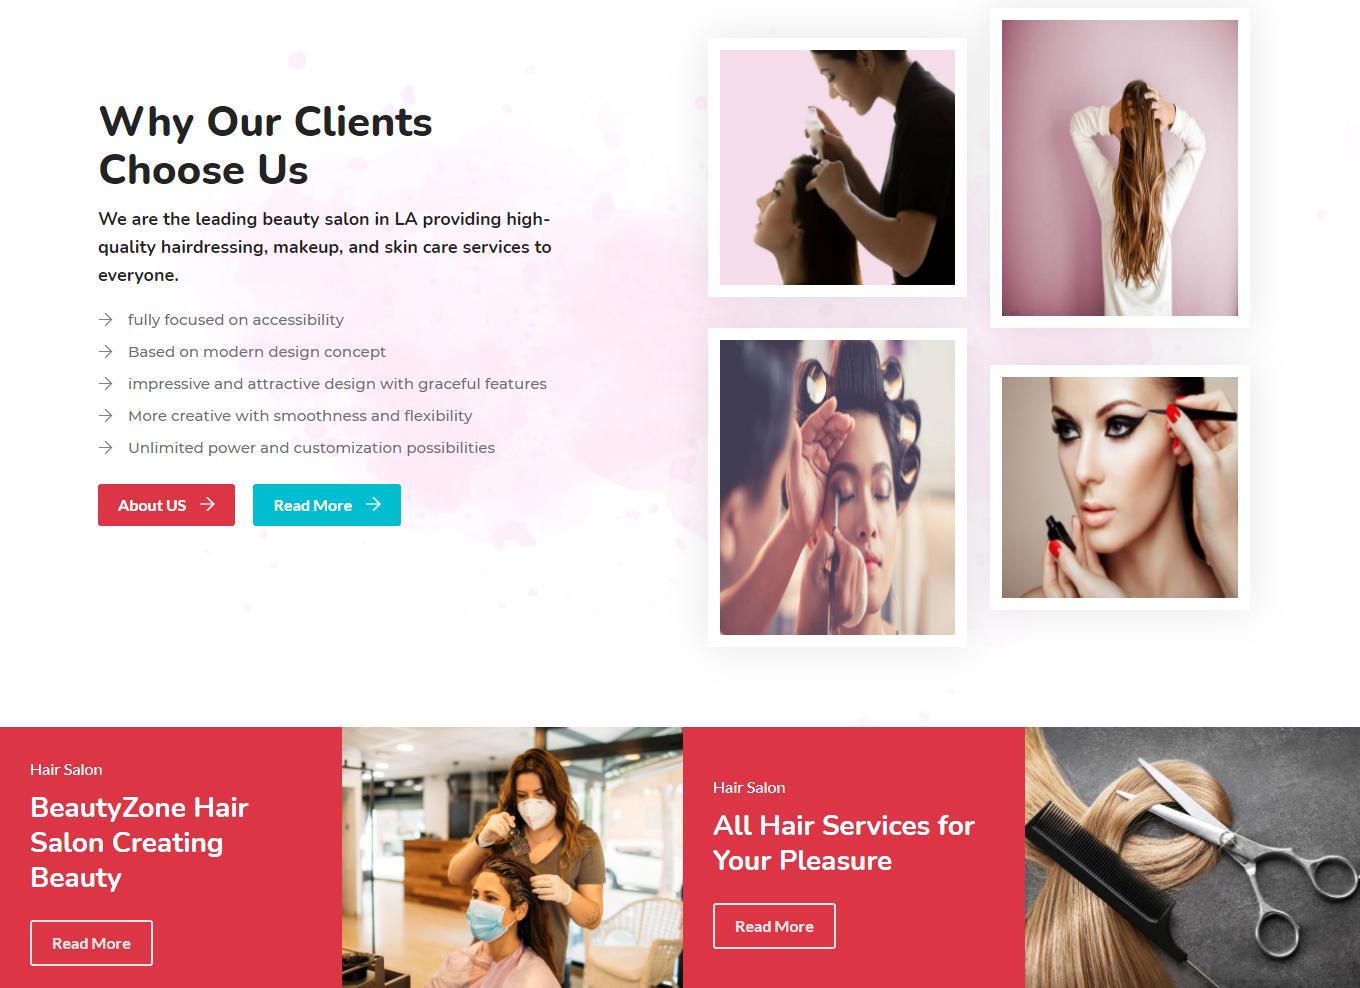 Why Our Clients
Choose Us
We are the leading beauty salon in LA providing high-
quality hairdressing, makeup, and skin care services to
everyone.
fully focused on accessibility
Based on modern design concept
impressive and attractive design with graceful features
More creative with smoothness and flexibility
Unlimited power and customization possibilities
About US
Read More
Hair Salon
BeautyZone Hair
Salon Creating
Beauty
Read More
Hair Salon
All Hair Services for
Your Pleasure
Read More